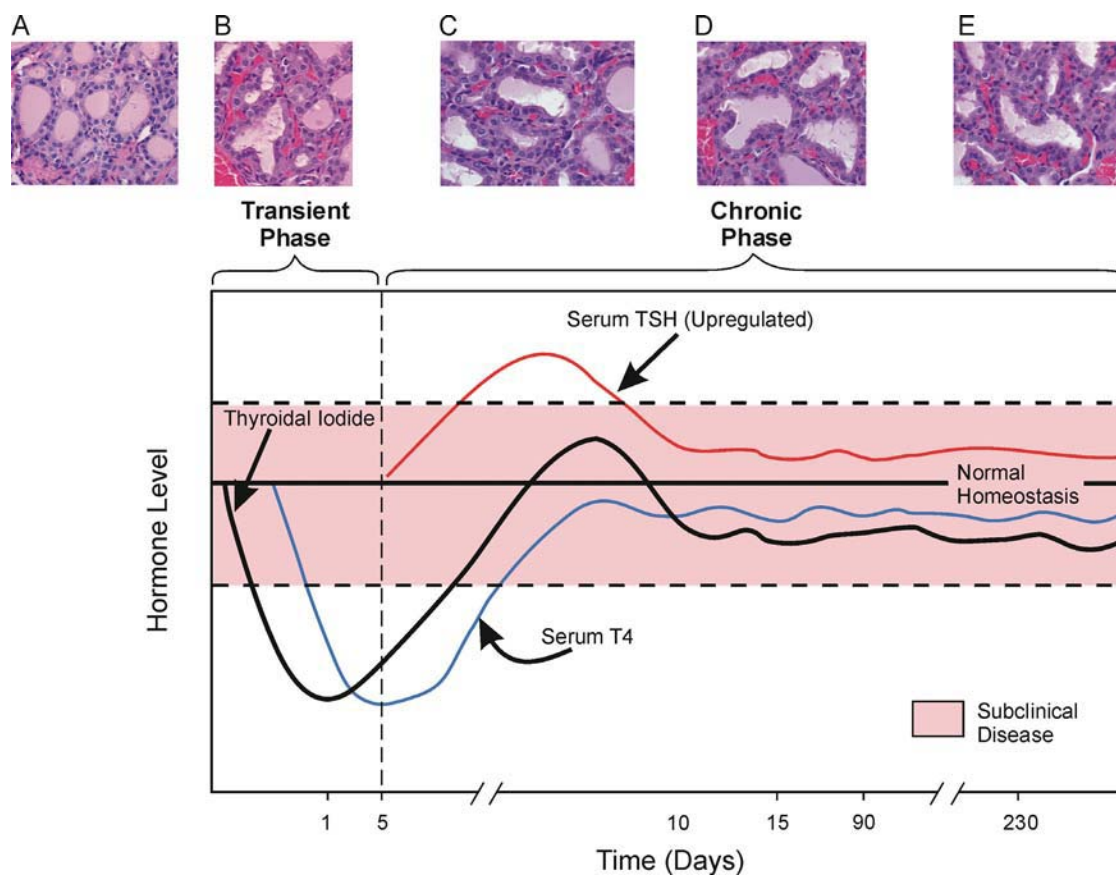 A
B
C
D
E
Transient
Phase
Chronic
Phase
Serum TSH (Upregulated)
Thyroidal Iodide
Normal
Homeostasis
Hormone Level
Serum T4
Subclinical
Disease
1
5
10
15
90
230
Time (Days)